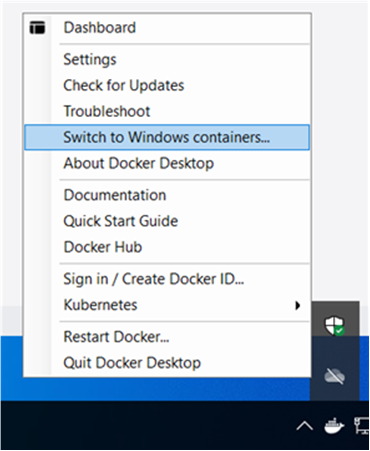 Dashboard
Settings
Check for Updates
Troubleshoot
Switch to Windows containers...
About Docker Desktop
Documentation
Quick Start Guide
Docker Hub
Sign in / Create Docker ID...
Kubernetes
Restart Docker...
Quit Docker Desktop